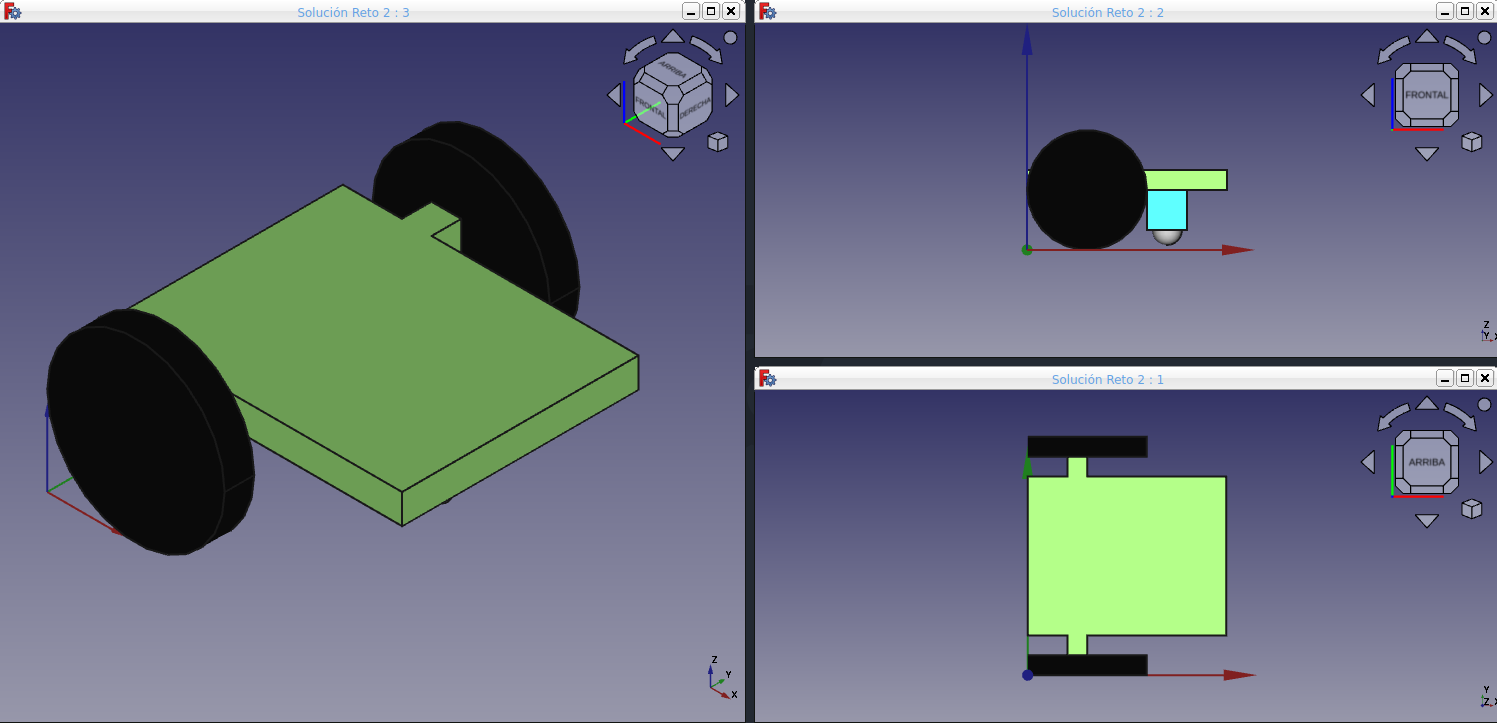 Solución Reto 2 : 3
ARRIBA
FRONTAL
DERECHA
Z
Y
X
Solución Reto 2 : 2
FRONTAL
Z
Y
X
Solución Reto 2 : 1
ARRIBA
Y
Z
X